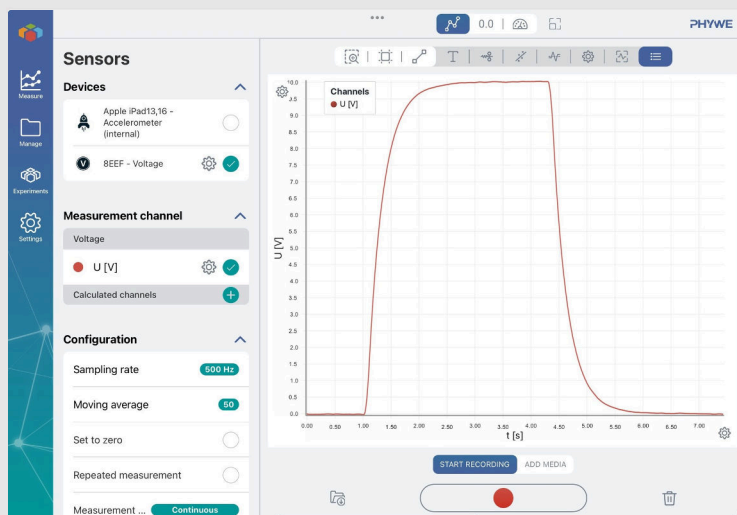 0.0
PHYWE
Measure
Manage
Experiments
Settings
Sensors
Devices
Apple iPad13,16 -
Accelerometer
(internal)
V
8EEF - Voltage
Measurement channel
Voltage
U [V]
Calculated channels
Configuration
Sampling rate
500 Hz
Moving average
50
Set to zero
Repeated measurement
Measurement ...
Continuous
T
Channels
U [V]
10.0
9.5
9.0
8.5
8.0
7.5
7.0
6.5
6.0
5.5
5.0
4.5
4.0
3.5
3.0
2.5
2.0
1.5
1.0
0.5
0.0
U [V]
0.00 0.50 1.00 1.50 2.00 2.50 3.00 3.50 4.00 4.50 5.00 5.50 6.00 6.50 7.00
t [s]
START RECORDING
ADD MEDIA